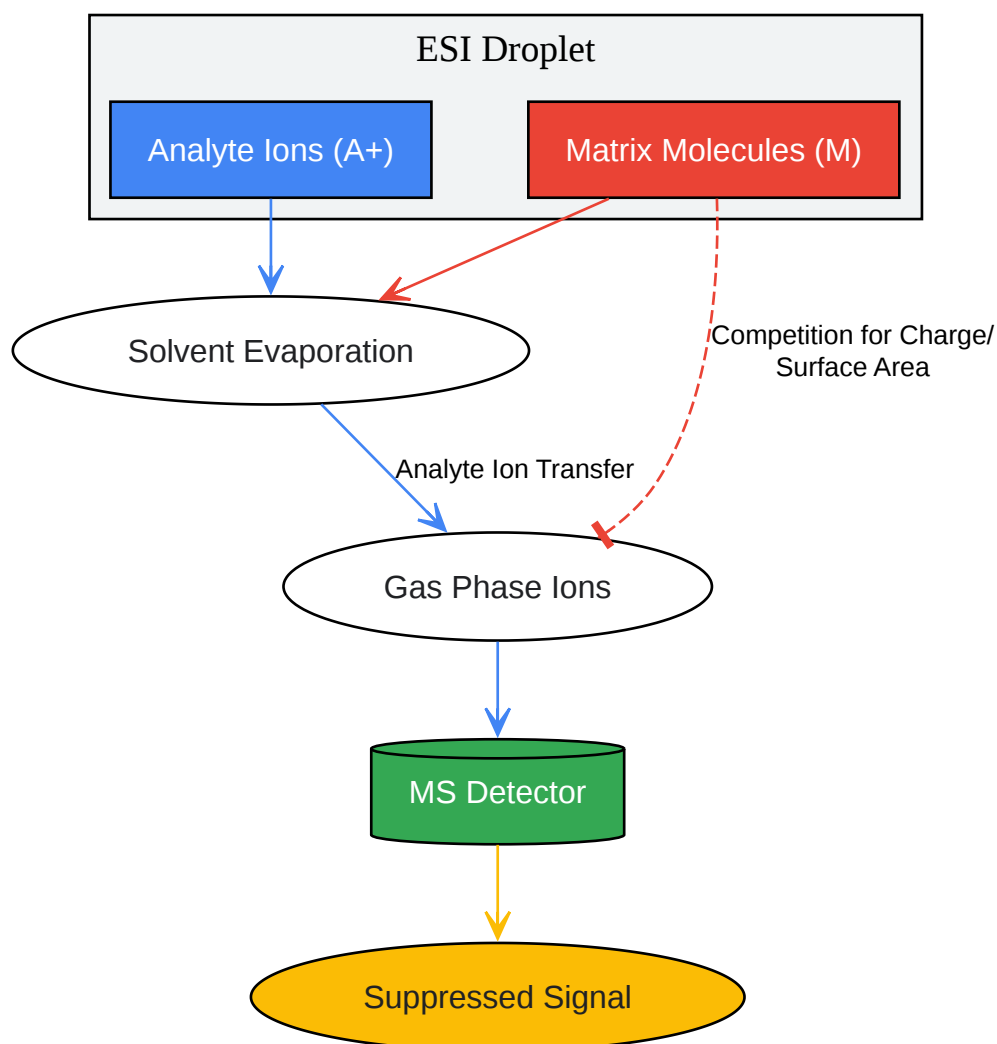 ESI Droplet
Analyte Ions (A+)
Matrix Molecules (M)
Solvent Evaporation
Competition for Charge/
Surface Area
Analyte Ion Transfer
Gas Phase Ions
MS Detector
Suppressed Signal